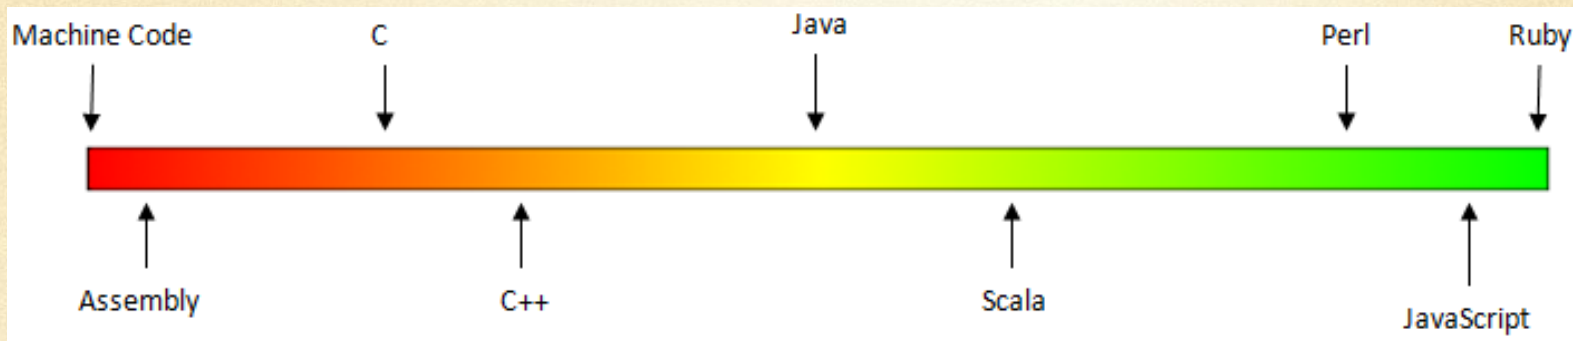 Machine Code
C
Java
Perl
Ruby
Assembly
C++
Scala
JavaScript